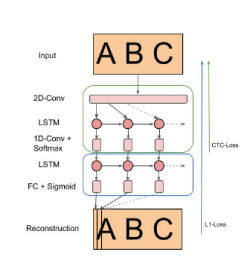 Input
A B C
2D-Conv
LSTM
1D-Conv +
Softmax
CTC-Loss
LSTM
FC + Sigmoid
L1-Loss
Reconstruction
A B C